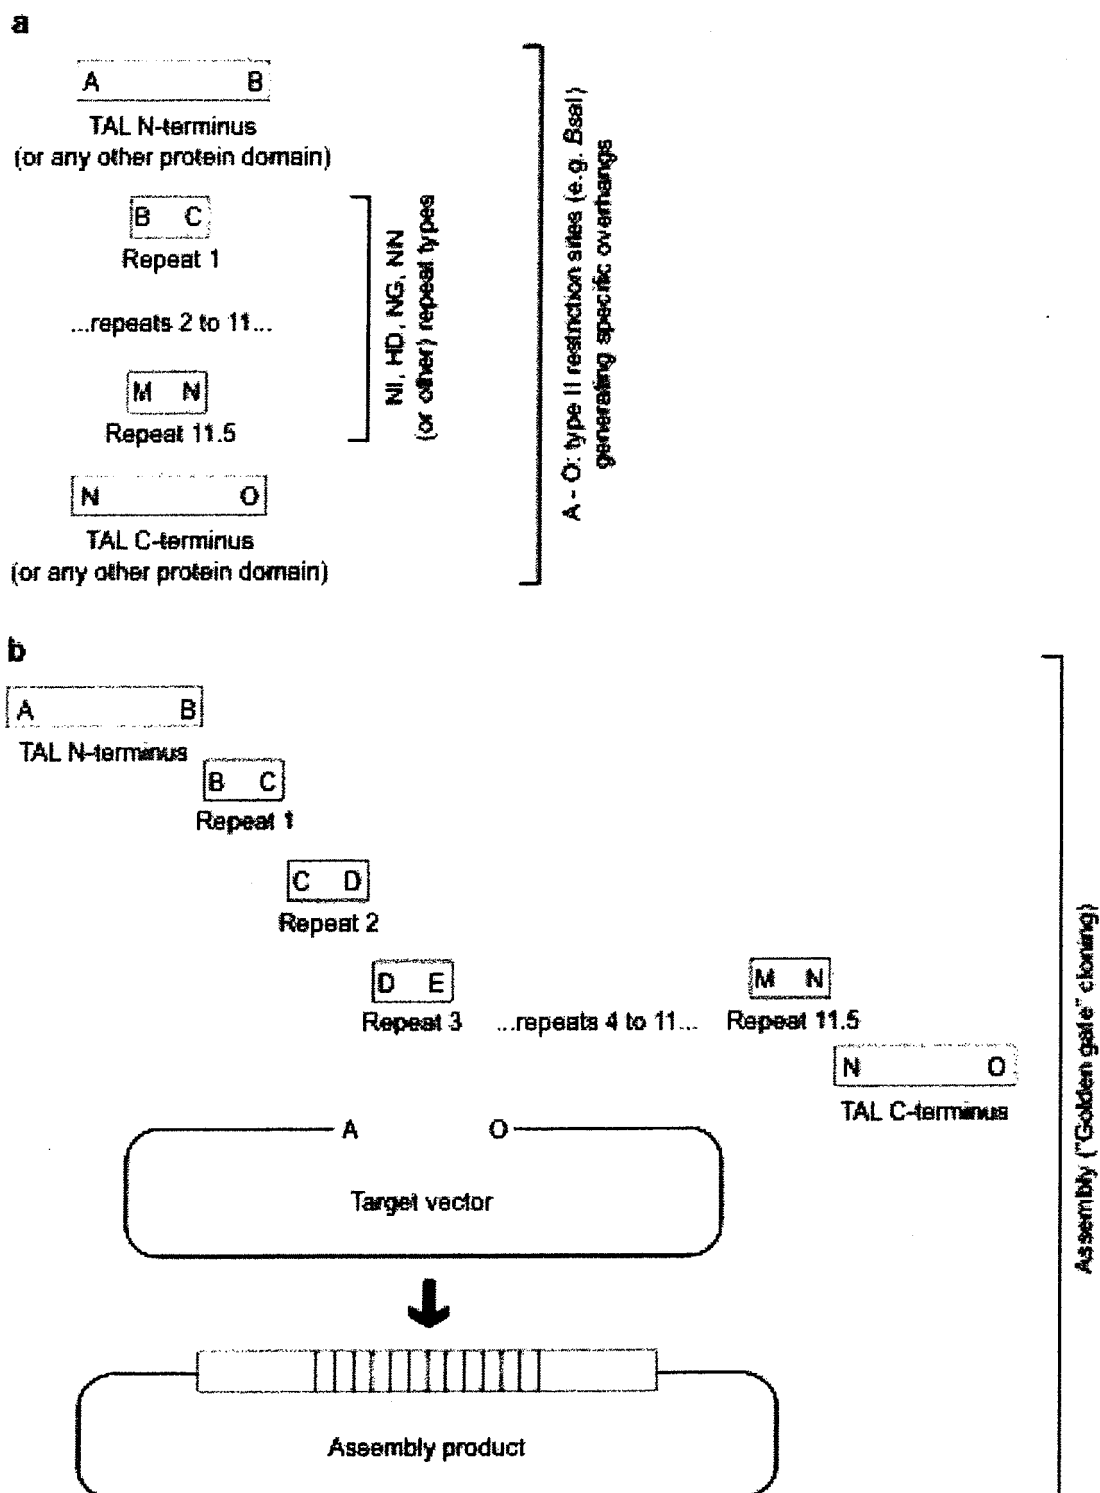 a
A B
TAL N-terminus
(or any other protein domain)
B C
Repeat 1
...repeats 2 to 11...
M N
Repeat 11.5
N O
TAL C-terminus
(or any other protein domain)
NI, HD, NG, NN
(or other) repeat types
A - O: type II restriction sites (e.g. BsaI)
generating specific overhangs
b
A B
TAL N-terminus
B C
Repeat 1
C D
Repeat 2
D E
Repeat 3
...repeats 4 to 11...
M N
Repeat 11.5
N O
TAL C-terminus
A O
Target vector
Assembly product
Assembly ("Golden gate" cloning)